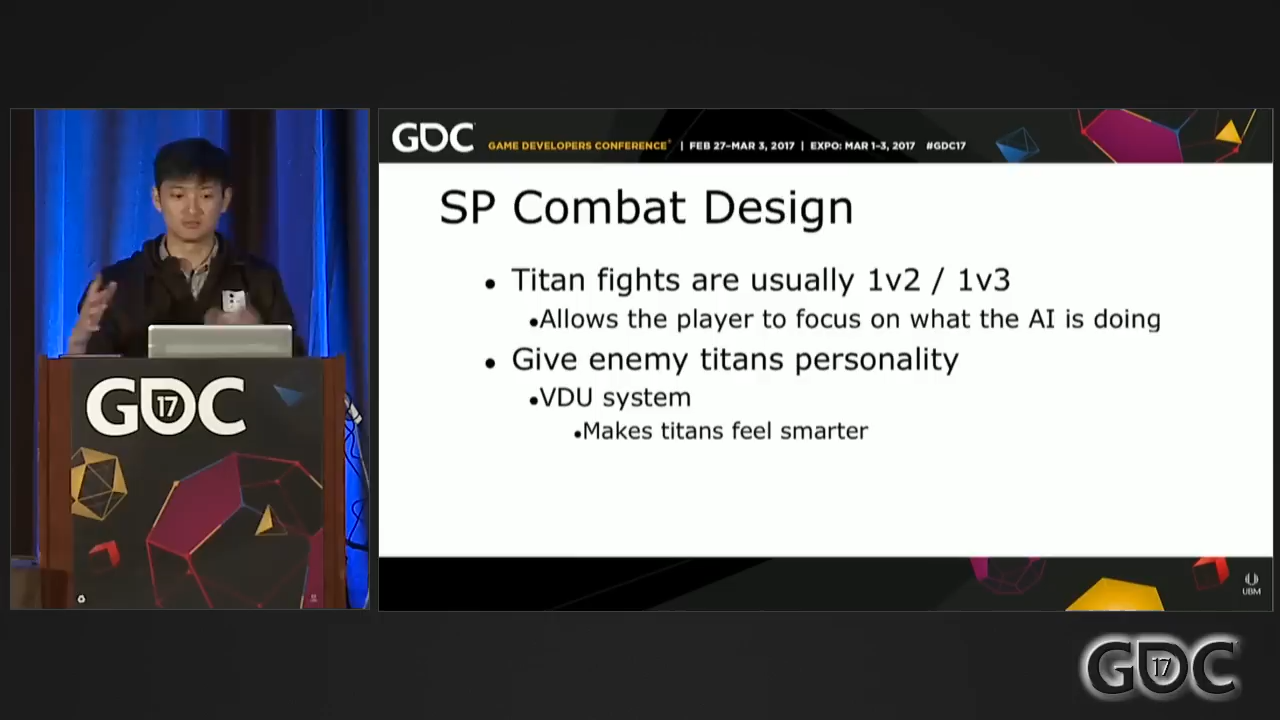 GDC
GAME DEVELOPERS CONFERENCE® | FEB 27–MAR 3, 2017 | EXPO: MAR 1–3, 2017 #GDC17
SP Combat Design
• Titan fights are usually 1v2 / 1v3
•Allows the player to focus on what the AI is doing
• Give enemy titans personality
•VDU system
•Makes titans feel smarter
GDC
17
UBM
GDC
17